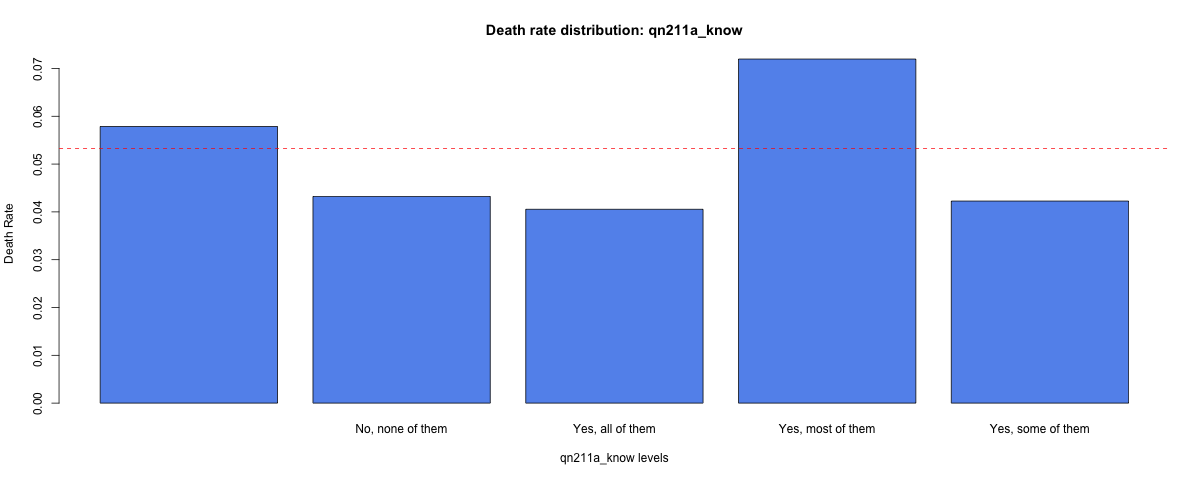 Death rate distribution: qn211a_know
Death Rate
0.07
0.06
0.05
0.04
0.03
0.02
0.01
0.00
No, none of them
Yes, all of them
Yes, most of them
Yes, some of them
qn211a_know levels